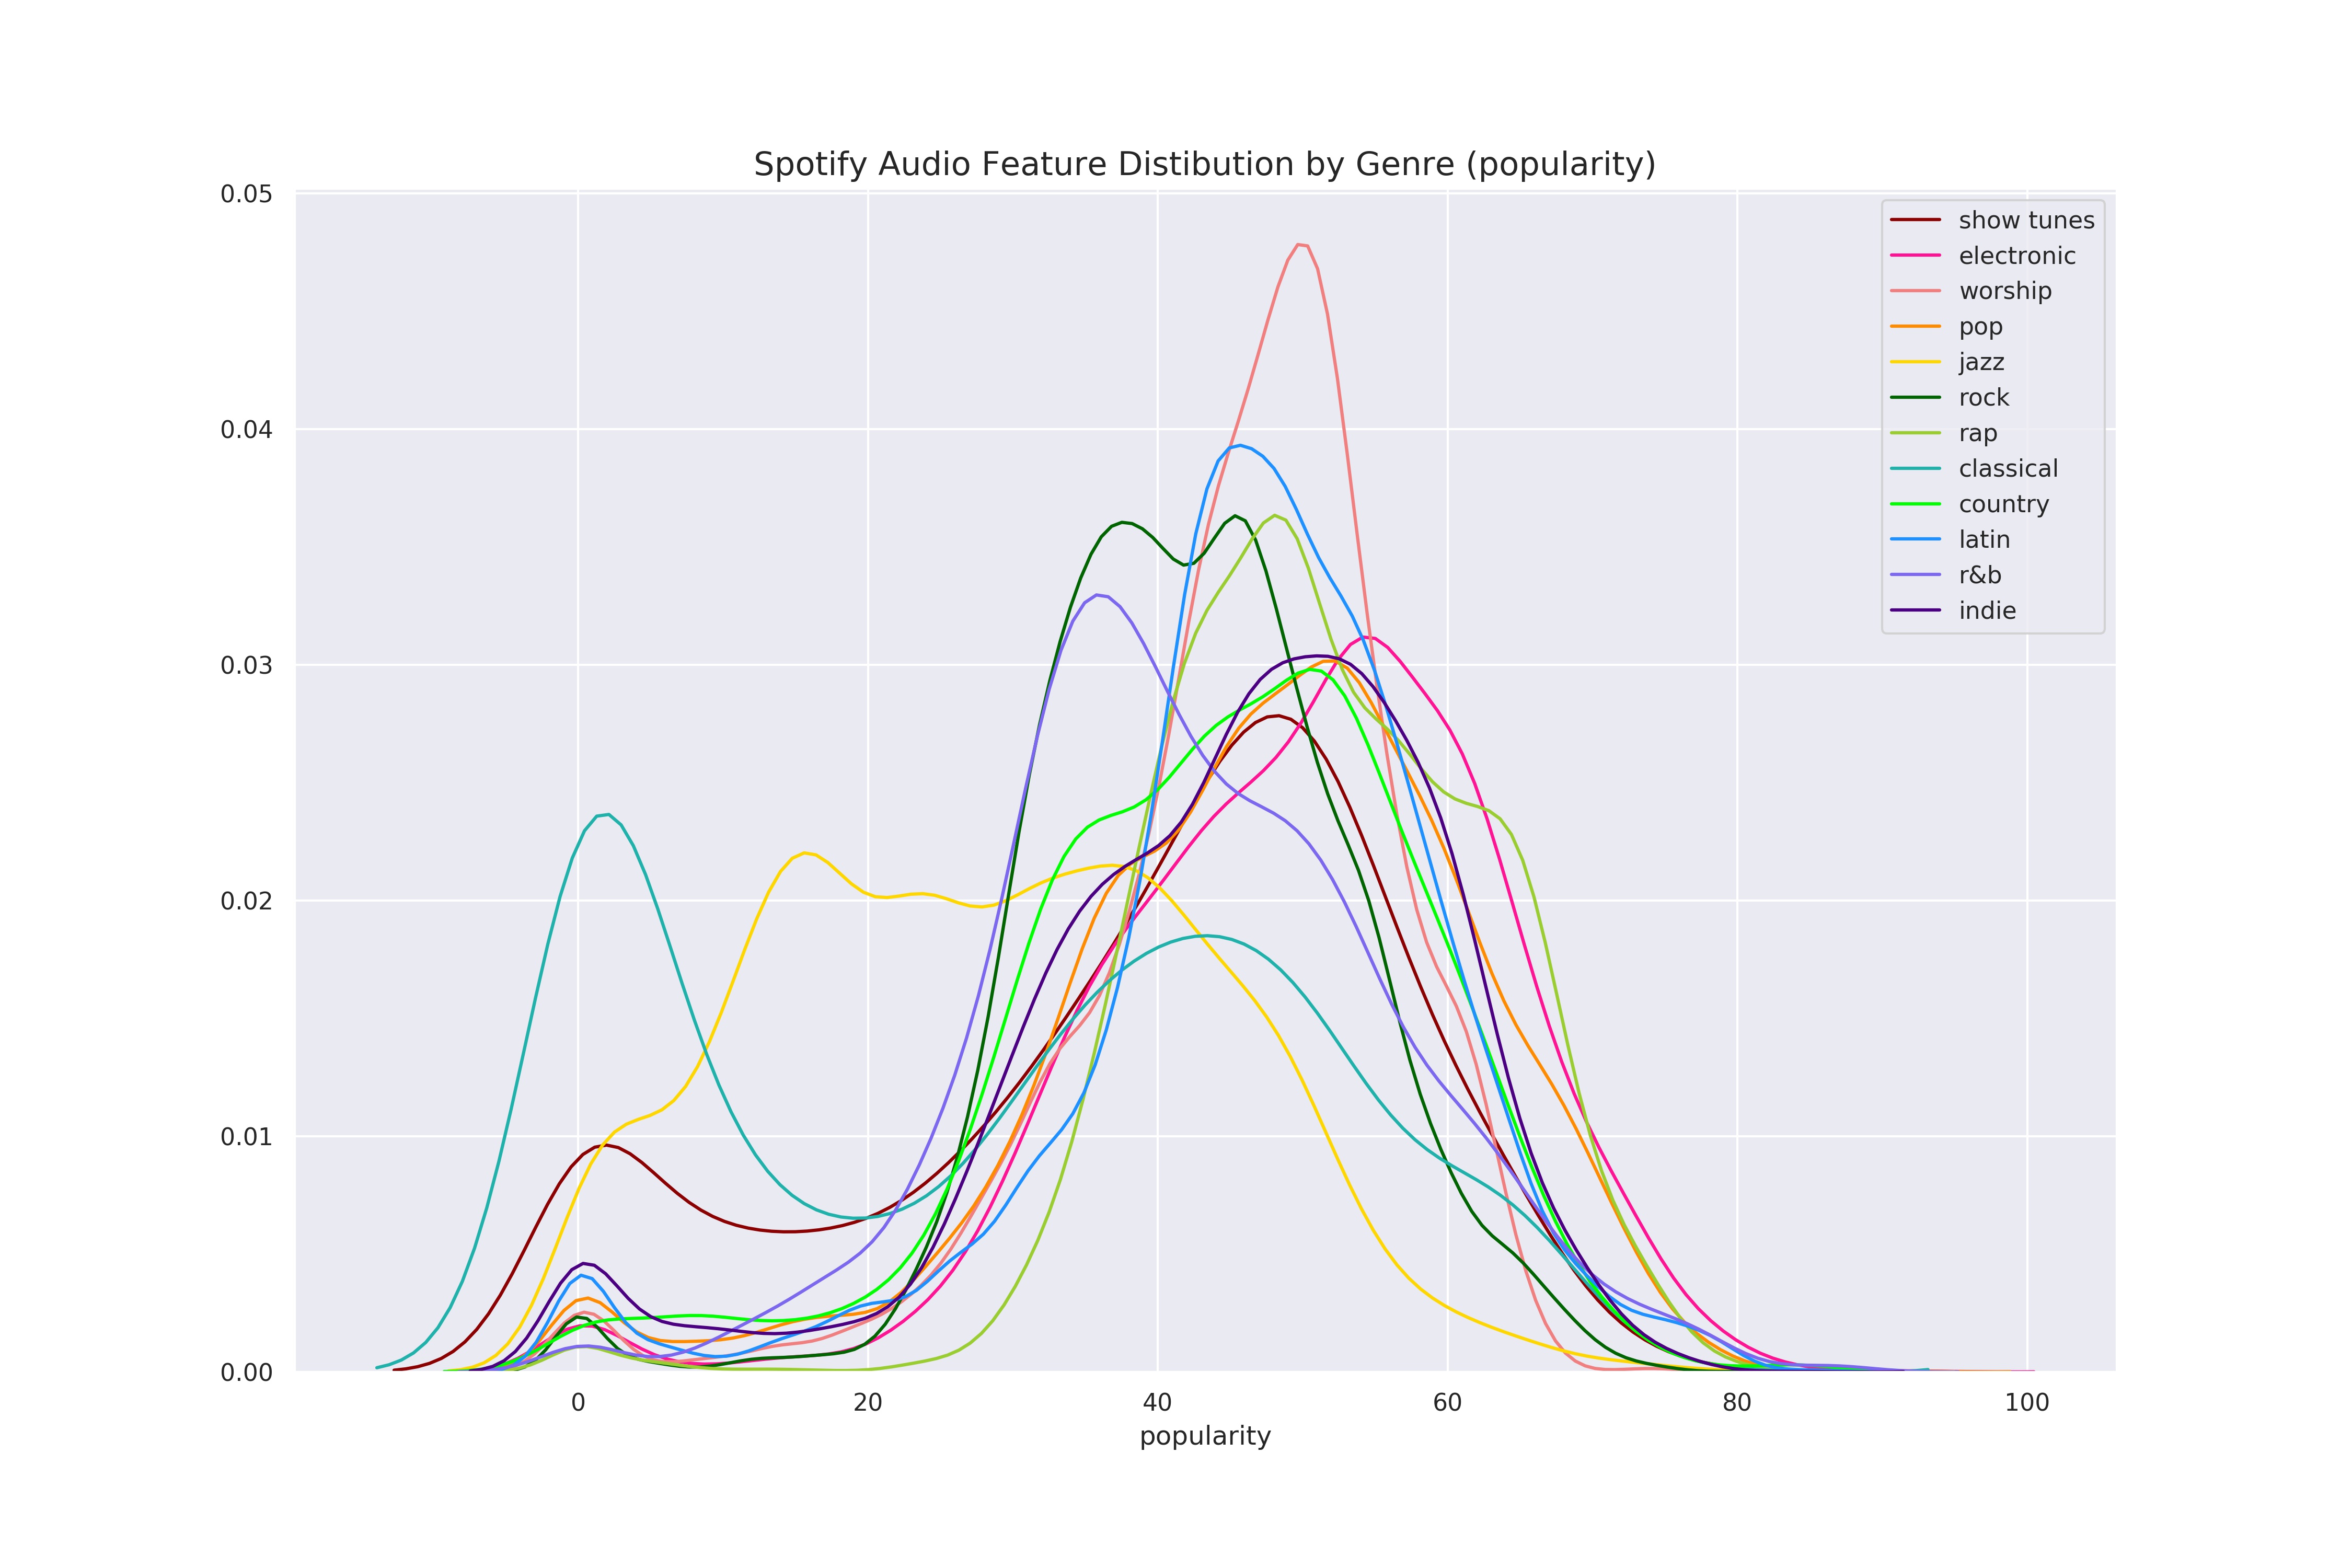 Spotify Audio Feature Distibution by Genre (popularity)
0.05
0.04
0.03
0.02
0.01
0.00
show tunes
electronic
worship
pop
jazz
rock
rap
classical
country
latin
r&b
indie
0 20 40 60 80 100
popularity